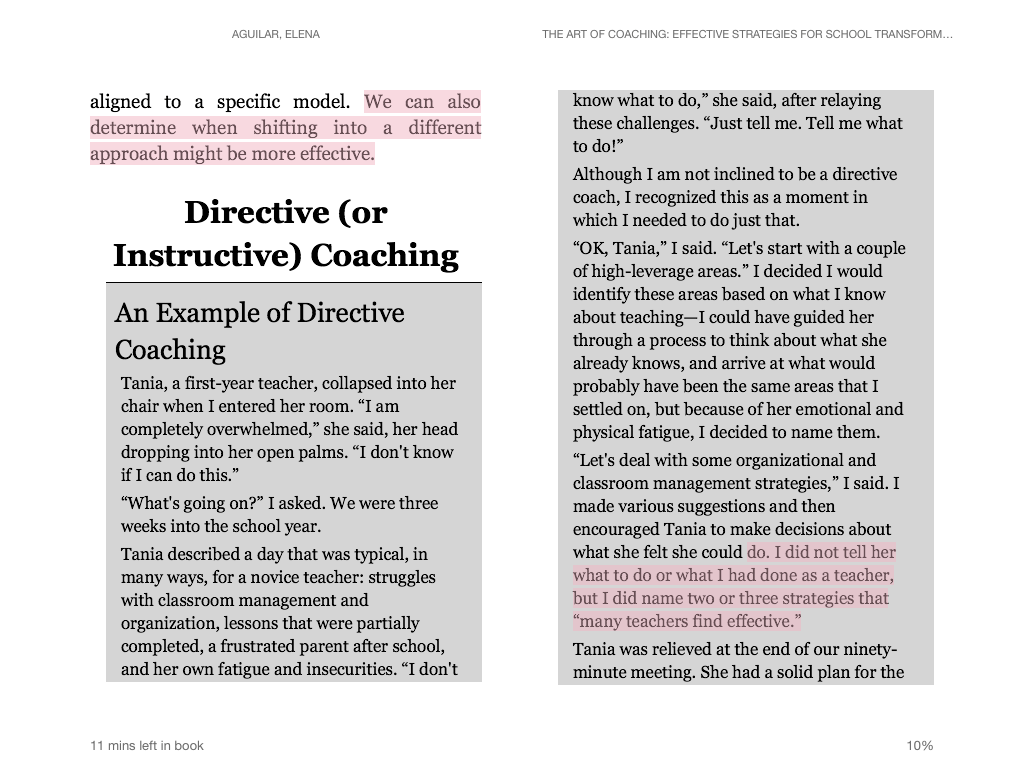 AGUILAR, ELENA
THE ART OF COACHING: EFFECTIVE STRATEGIES FOR SCHOOL TRANSFORM…
aligned to a specific model. We can also
determine when shifting into a different
approach might be more effective.
Directive (or
Instructive) Coaching
An Example of Directive
Coaching
Tania, a first-year teacher, collapsed into her
chair when I entered her room. “I am
completely overwhelmed,” she said, her head
dropping into her open palms. “I don't know
if I can do this.”
“What's going on?” I asked. We were three
weeks into the school year.
Tania described a day that was typical, in
many ways, for a novice teacher: struggles
with classroom management and
organization, lessons that were partially
completed, a frustrated parent after school,
and her own fatigue and insecurities. “I don't
know what to do,” she said, after relaying
these challenges. “Just tell me. Tell me what
to do!”
Although I am not inclined to be a directive
coach, I recognized this as a moment in
which I needed to do just that.
“OK, Tania,” I said. “Let's start with a couple
of high-leverage areas.” I decided I would
identify these areas based on what I know
about teaching—I could have guided her
through a process to think about what she
already knows, and arrive at what would
probably have been the same areas that I
settled on, but because of her emotional and
physical fatigue, I decided to name them.
“Let's deal with some organizational and
classroom management strategies,” I said. I
made various suggestions and then
encouraged Tania to make decisions about
what she felt she could do. I did not tell her
what to do or what I had done as a teacher,
but I did name two or three strategies that
“many teachers find effective.”
Tania was relieved at the end of our ninety-
minute meeting. She had a solid plan for the
11 mins left in book
10%